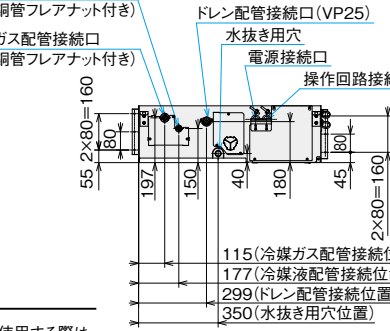 銅管フレアナット付き)
ガス配管接続口
銅管フレアナット付き)
ドレン配管接続口(VP25)
水抜き用穴
電源接続口
操作回路接続
55 2×80=160
80
197
150
40
180
45
80
2×80=160
115(冷媒ガス配管接続位
177(冷媒液配管接続位
299(ドレン配管接続位置
350(水抜き用穴位置)
使用する際は